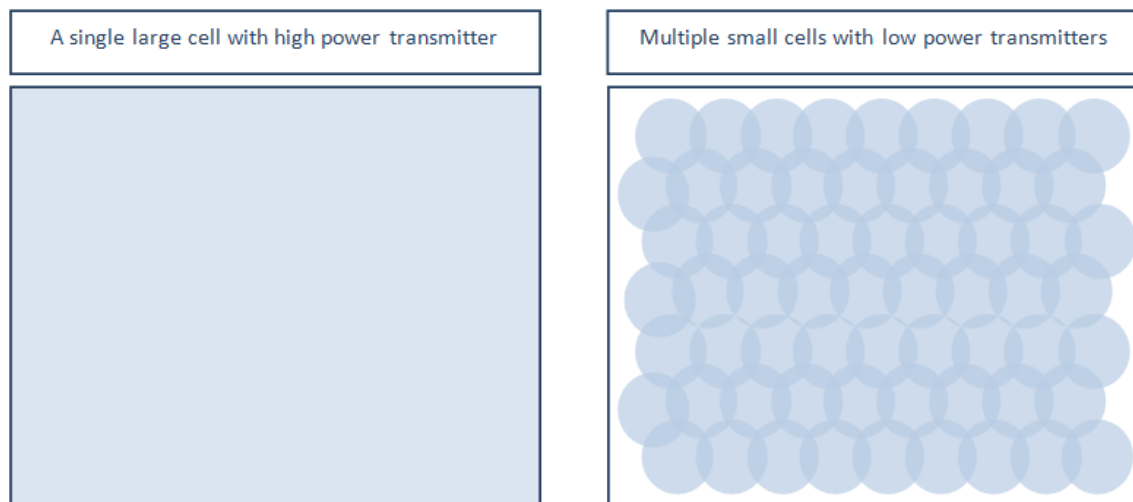 A single large cell with high power transmitter
Multiple small cells with low power transmitters